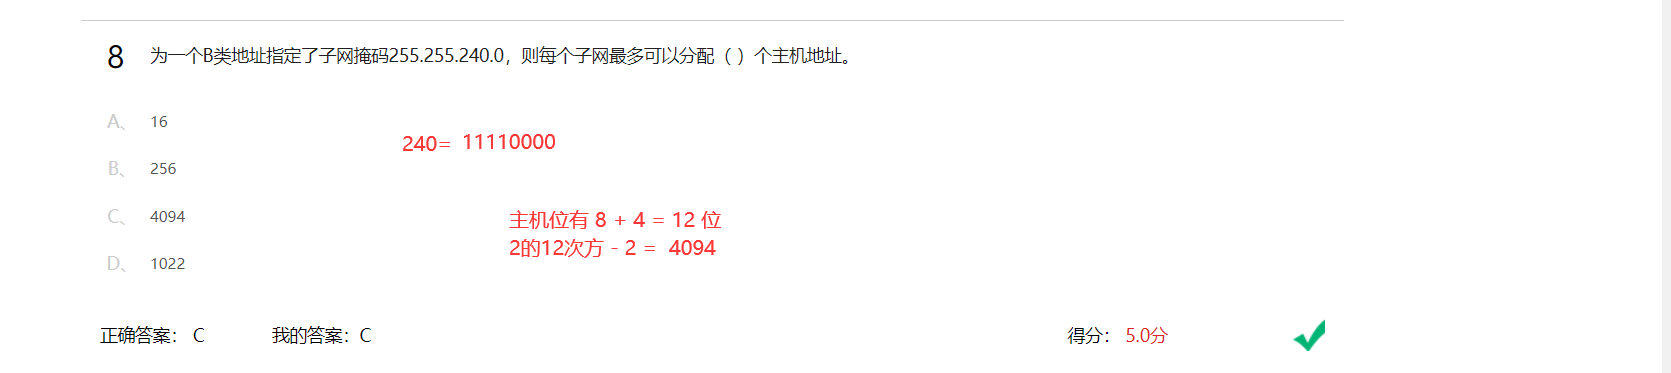 8 为一个B类地址指定了子网掩码255.255.240.0，则每个子网最多可以分配（ ）个主机地址。
A、 16
240= 11110000
B、 256
C、 4094
主机位有 8 + 4 = 12 位
2的12次方 - 2 = 4094
D、 1022
正确答案： C 我的答案：C 得分： 5.0分